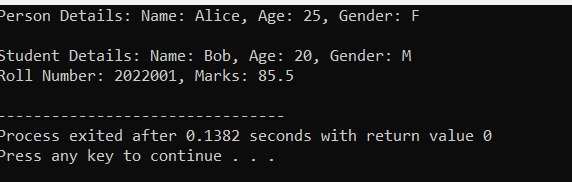 Person Details: Name: Alice, Age: 25, Gender: F
Student Details: Name: Bob, Age: 20, Gender: M
Roll Number: 2022001, Marks: 85.5
--------------------------------
Process exited after 0.1382 seconds with return value 0
Press any key to continue . . .